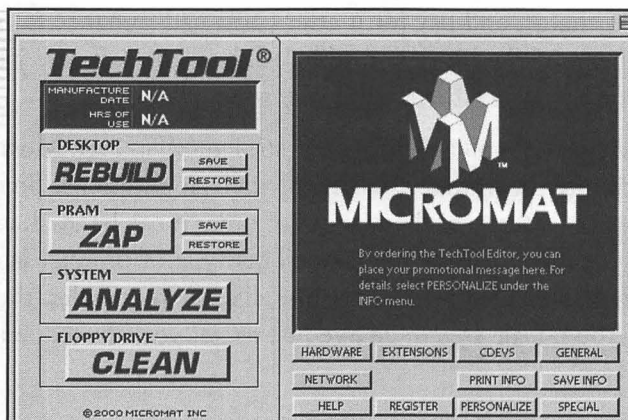 TechTool®
MANUFACTURE
DATE N/A
HRS OF
USE N/A
DESKTOP
REBUILD
SAVE
RESTORE
PRAM
ZAP
SAVE
RESTORE
SYSTEM
ANALYZE
FLOPPY DRIVE
CLEAN
©2000 MICROMAT INC
MM
™
MICROMAT
By ordering the TechTool Editor, you can
place your promotional message here. For
details, select PERSONALIZE under the
INFO menu.
HARDWARE EXTENSIONS CDEVS GENERAL
NETWORK PRINT INFO SAVE INFO
HELP REGISTER PERSONALIZE SPECIAL